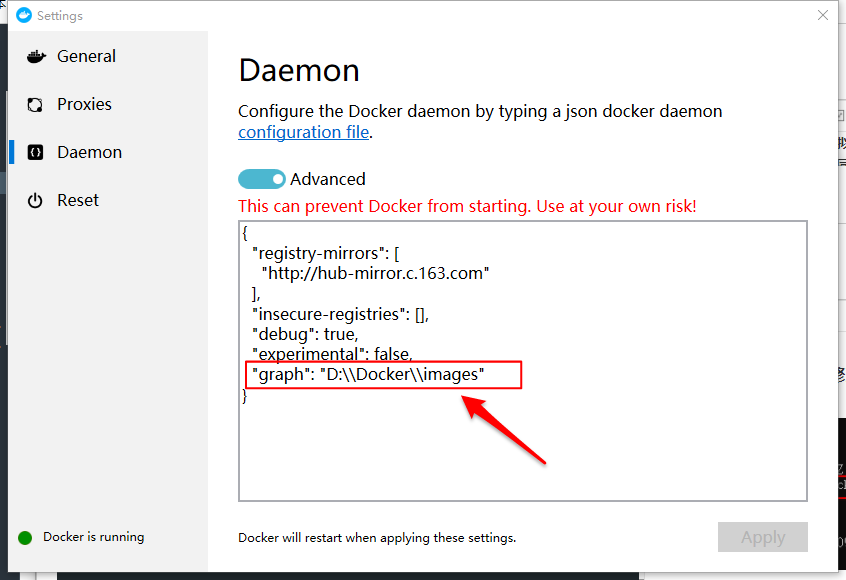 Settings
General
Proxies
Daemon
Reset
Docker is running
Daemon
Configure the Docker daemon by typing a json docker daemon
configuration file.
Advanced
This can prevent Docker from starting. Use at your own risk!
{
"registry-mirrors": [
"http://hub-mirror.c.163.com"
],
"insecure-registries": [],
"debug": true,
"experimental": false,
"graph": "D:\\Docker\\images"
}
Docker will restart when applying these settings.
Apply